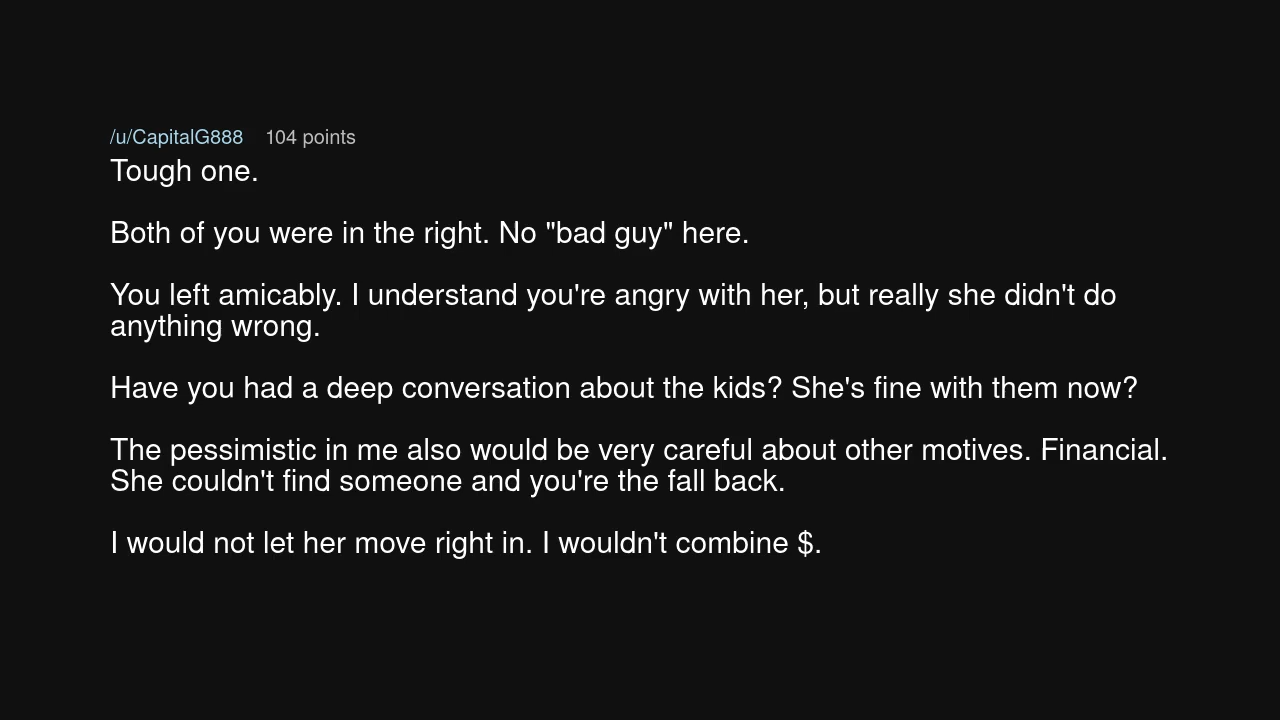 /u/CapitalG888 104 points
Tough one.
Both of you were in the right. No "bad guy" here.
You left amicably. I understand you're angry with her, but really she didn't do
anything wrong.
Have you had a deep conversation about the kids? She's fine with them now?
The pessimistic in me also would be very careful about other motives. Financial.
She couldn't find someone and you're the fall back.
I would not let her move right in. I wouldn't combine $.